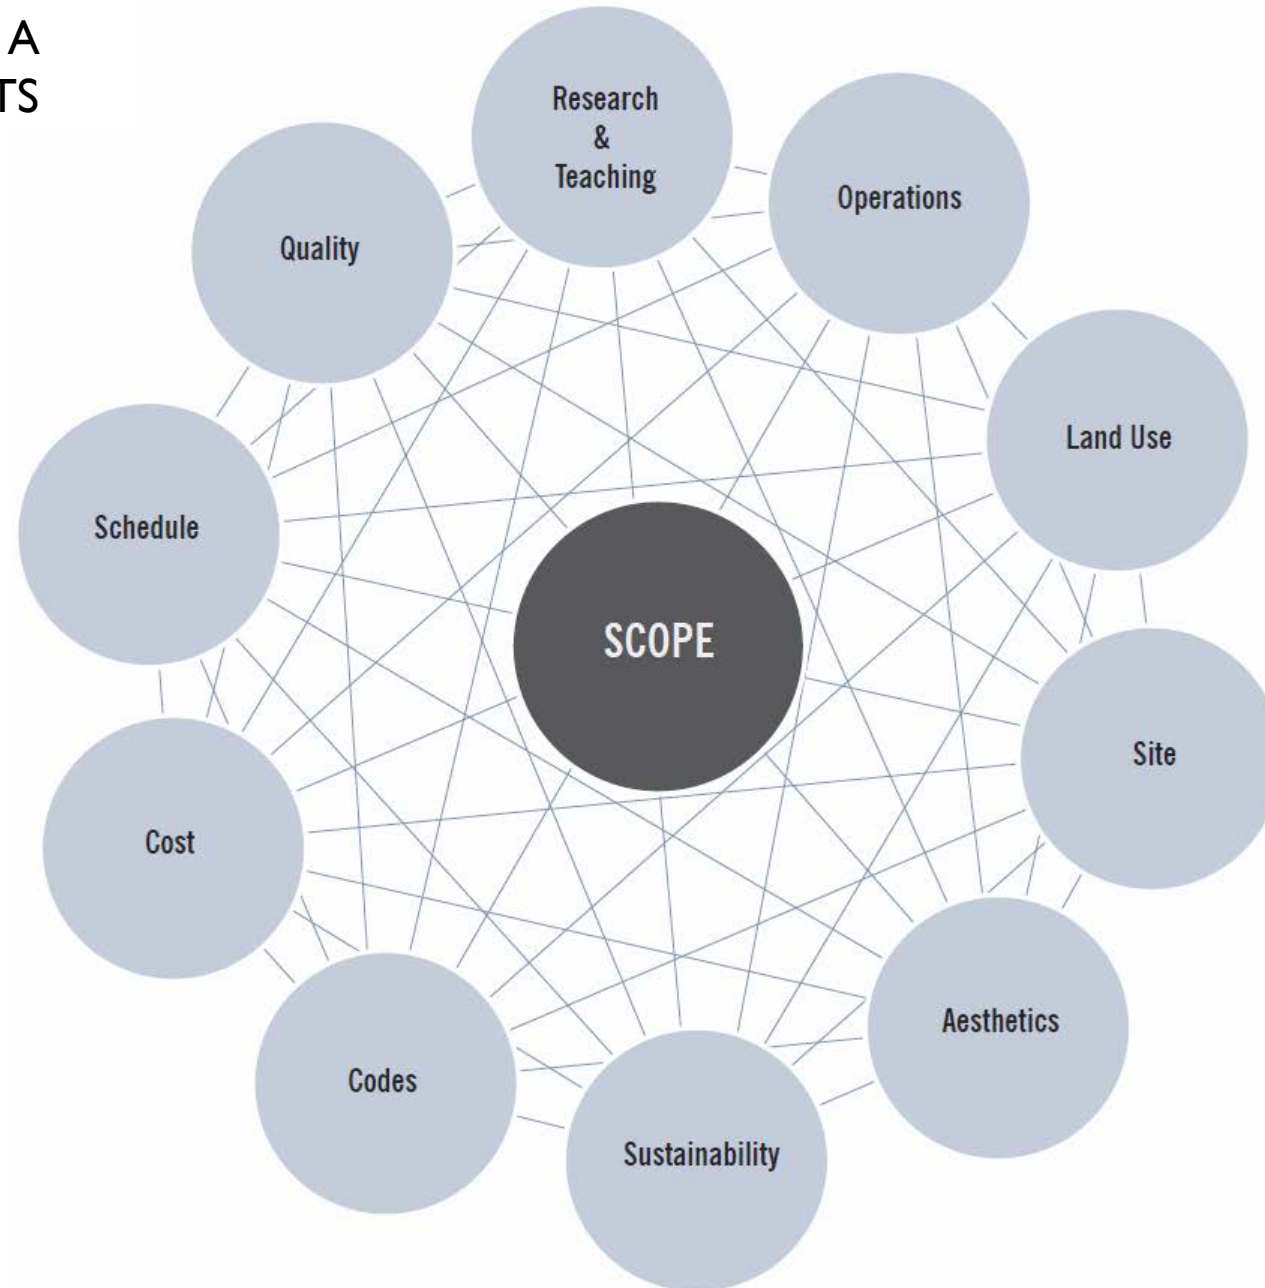 A
TS
Research
&
Teaching
Operations
Quality
Land Use
Schedule
SCOPE
Site
Cost
Aesthetics
Codes
Sustainability